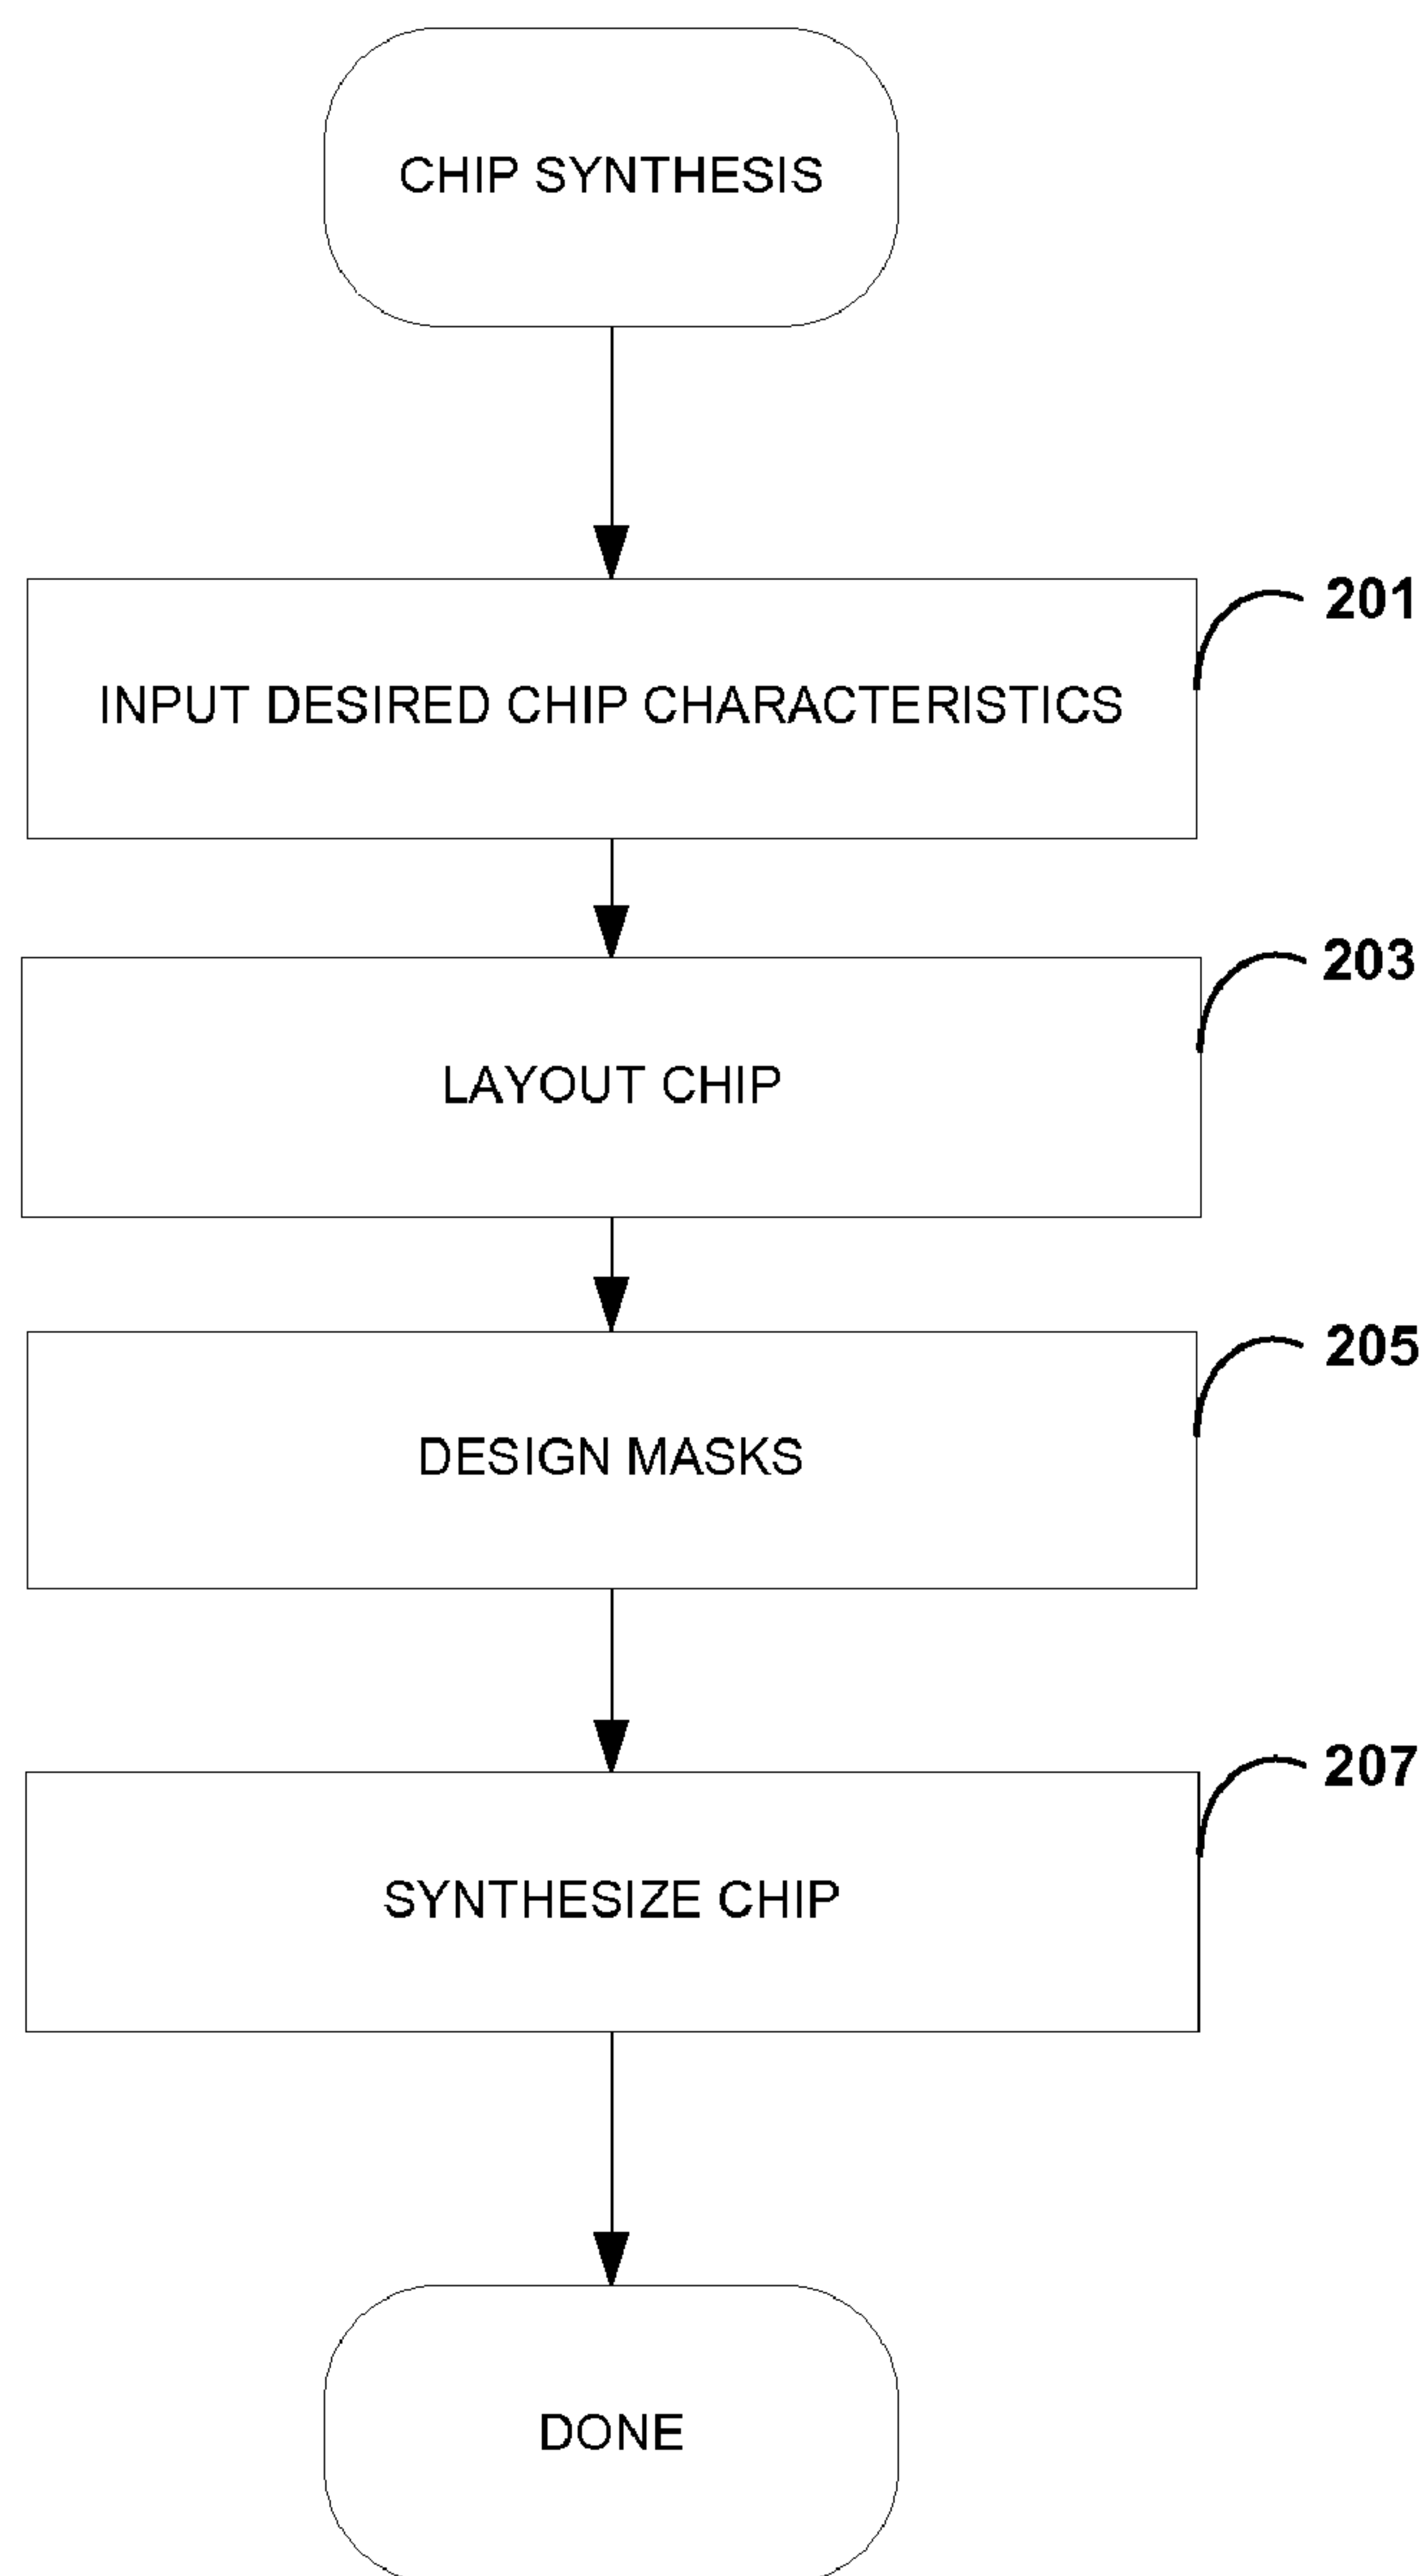 CHIP SYNTHESIS
201
INPUT DESIRED CHIP CHARACTERISTICS
203
LAYOUT CHIP
205
DESIGN MASKS
207
SYNTHESIZE CHIP
DONE